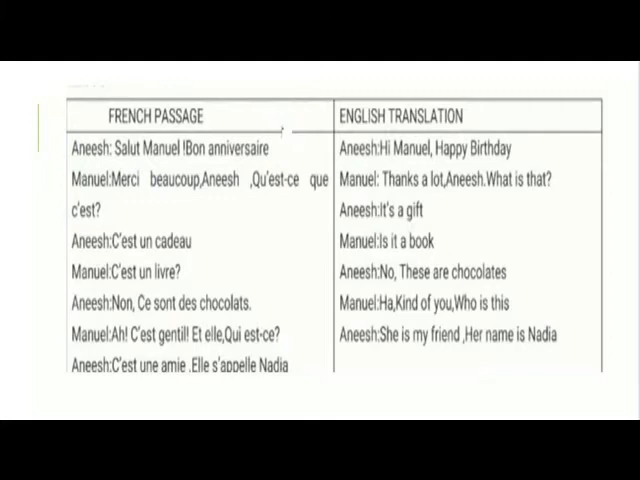 FRENCH PASSAGE
Aneesh: Salut Manuel !Bon anniversaire
Manuel:Merci beaucoup,Aneesh ,Qu'est-ce que
c'est?
Aneesh:C'est un cadeau
Manuel:C'est un livre?
Aneesh:Non, Ce sont des chocolats.
Manuel:Ah! C'est gentil! Et elle,Qui est-ce?
Aneesh:C'est une amie .Elle s'appelle Nadia
ENGLISH TRANSLATION
Aneesh:Hi Manuel, Happy Birthday
Manuel: Thanks a lot,Aneesh.What is that?
Aneesh:It's a gift
Manuel:Is it a book
Aneesh:No, These are chocolates
Manuel:Ha,Kind of you,Who is this
Aneesh:She is my friend ,Her name is Nadia